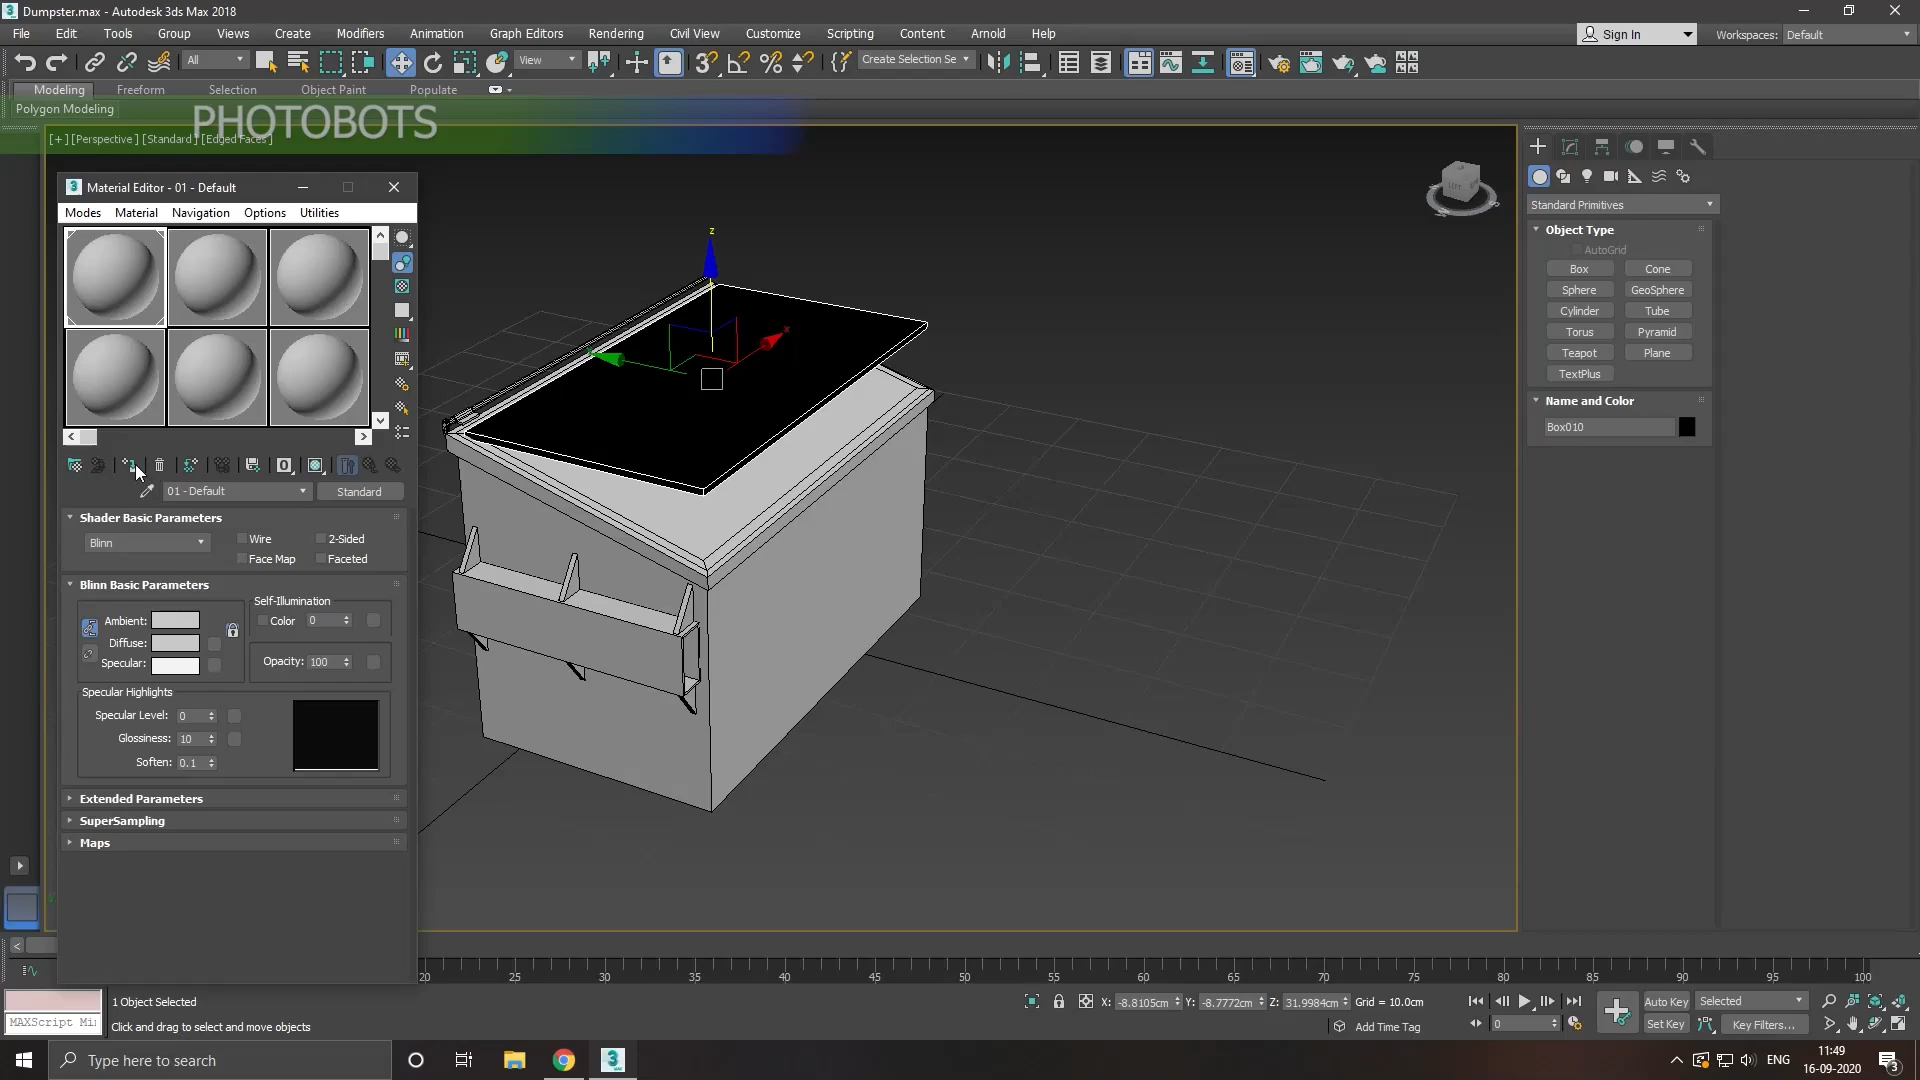 Dumpster.max - Autodesk 3ds Max 2018
File Edit Tools Group Views Create Modifiers Animation Graph Editors Rendering Civil View Customize Scripting Content Arnold Help
Sign In
Workspaces: Default
All
View
Create Selection Se
Modeling Freeform Selection Object Paint Populate
Polygon Modeling
PHOTOBOTS
[+] [Perspective] [Standard] [Edged Faces]
Material Editor - 01 - Default
Modes Material Navigation Options Utilities
01 - Default
Standard
Shader Basic Parameters
Blinn
Wire
2-Sided
Face Map
Faceted
Blinn Basic Parameters
Self-Illumination
Ambient:
Color 0
Diffuse:
Specular:
Opacity: 100
Specular Highlights
Specular Level: 0
Glossiness: 10
Soften: 0.1
Extended Parameters
SuperSampling
Maps
z
x
Standard Primitives
Object Type
AutoGrid
Box Cone
Sphere GeoSphere
Cylinder Tube
Torus Pyramid
Teapot Plane
TextPlus
Name and Color
Box010
20 25 30 35 40 45 50 55 60 65 70 75 80 85 90 95 100
1 Object Selected
X: -8.8105cm Y: -8.7772cm Z: 31.9984cm Grid = 10.0cm
Auto Key
Selected
MAXScript Mi
Click and drag to select and move objects
Add Time Tag
0
Set Key
Key Filters...
Type here to search
ENG
11:49
16-09-2020
3